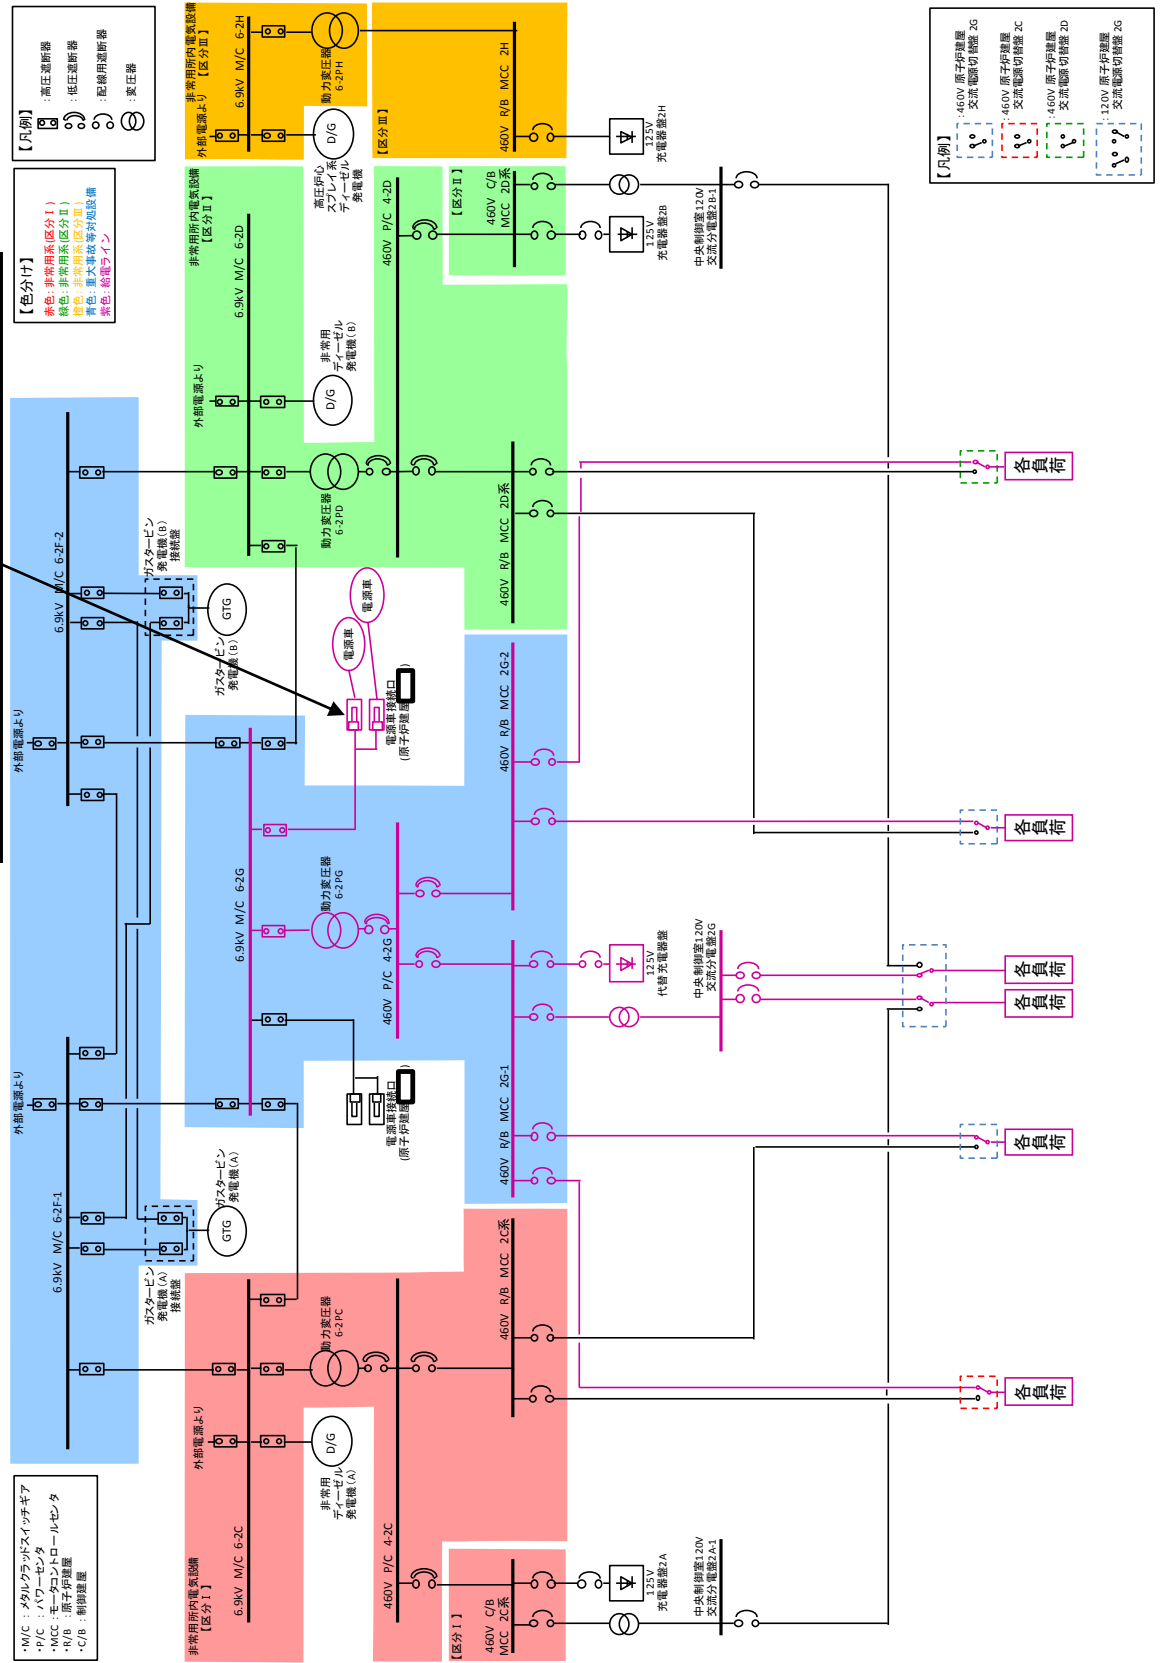 ・M/C ：メタルクラッドスイッチギア
・P/C ：パワーセンタ
・MCC：モータコントロールセンタ
・R/B ：原子炉建屋
・C/B ：制御建屋
【色分け】
赤色：非常用系(区分Ⅰ)
緑色：非常用系(区分Ⅱ)
橙色：非常用系(区分Ⅲ)
青色：重大事故等対処設備
紫色：給電ライン
【凡例】
：高圧遮断器
：低圧遮断器
：配線用遮断器
：変圧器
外部電源より
6.9kV M/C 6-2F-1
外部電源より
6.9kV M/C 6-2F-2
ガスタービン
発電機(A)
接続盤
GTG
ガスタービン
発電機(A)
ガスタービン
発電機(B)
接続盤
GTG
ガスタービン
発電機(B)
非常用所内電気設備
【区分Ⅰ】
外部電源より
6.9kV M/C 6-2C
非常用
ディーゼル
発電機(A)
D/G
動力変圧器
6-2PC
460V P/C 4-2C
【区分Ⅰ】
460V C/B
MCC 2C系
460V R/B MCC 2C系
125V
充電器盤2A
中央制御室120V
交流分電盤2A-1
6.9kV M/C 6-2G
動力変圧器
6-2PG
460V P/C 4-2G
電源車接続口
(原子炉建屋 )
電源車
電源車
電源車接続口
(原子炉建屋 )
460V R/B MCC 2G-1
460V R/B MCC 2G-2
125V
代替充電器盤
中央制御室120V
交流分電盤2G
非常用所内電気設備
【区分Ⅱ】
外部電源より
6.9kV M/C 6-2D
非常用
ディーゼル
発電機(B)
D/G
動力変圧器
6-2PD
460V P/C 4-2D
【区分Ⅱ】
460V C/B
MCC 2D系
460V R/B MCC 2D系
125V
充電器盤2B
中央制御室120V
交流分電盤2B-1
非常用所内電気設備
【区分Ⅲ】
外部電源より
6.9kV M/C 6-2H
高圧炉心
スプレイ系
ディーゼル
発電機
D/G
動力変圧器
6-2PH
【区分Ⅲ】
460V R/B MCC 2H
125V
充電器盤2H
各負荷
各負荷
各負荷
各負荷
各負荷
各負荷
【凡例】
：460V 原子炉建屋
交流電源切替盤 2G
：460V 原子炉建屋
交流電源切替盤 2C
：460V 原子炉建屋
交流電源切替盤 2D
：120V 原子炉建屋
交流電源切替盤 2G